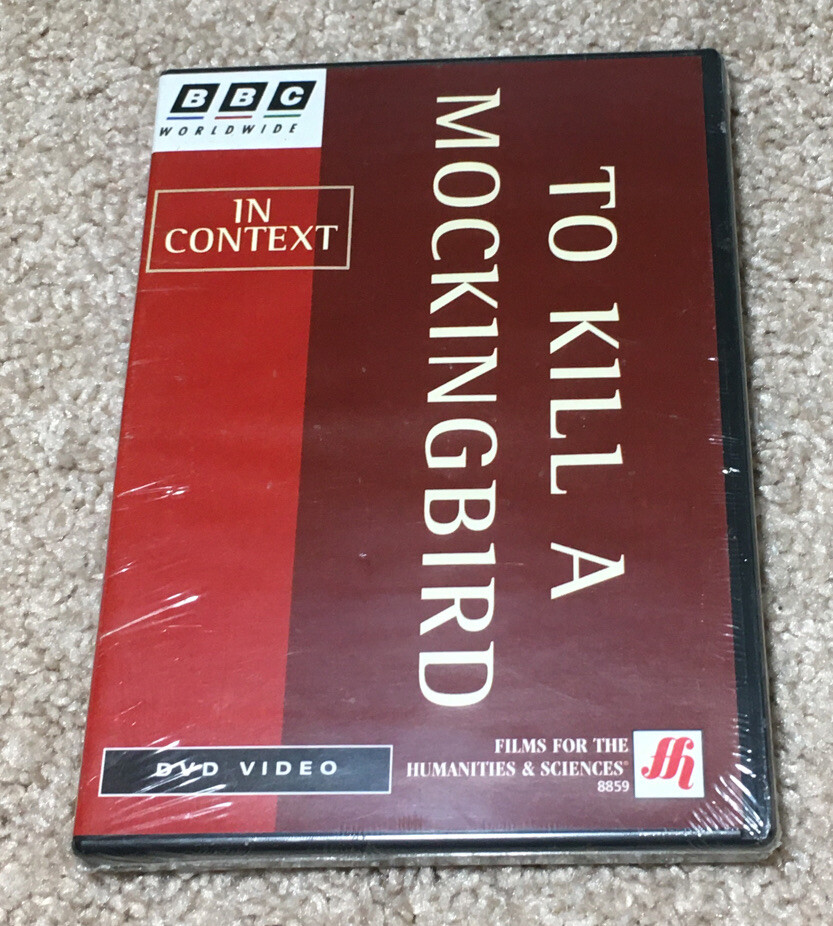 BBC
WORLDWIDE
IN
CONTEXT
TO KILL A
MOCKINGBIRD
DVD VIDEO
FILMS FOR THE
HUMANITIES & SCIENCES®
8859
ffh